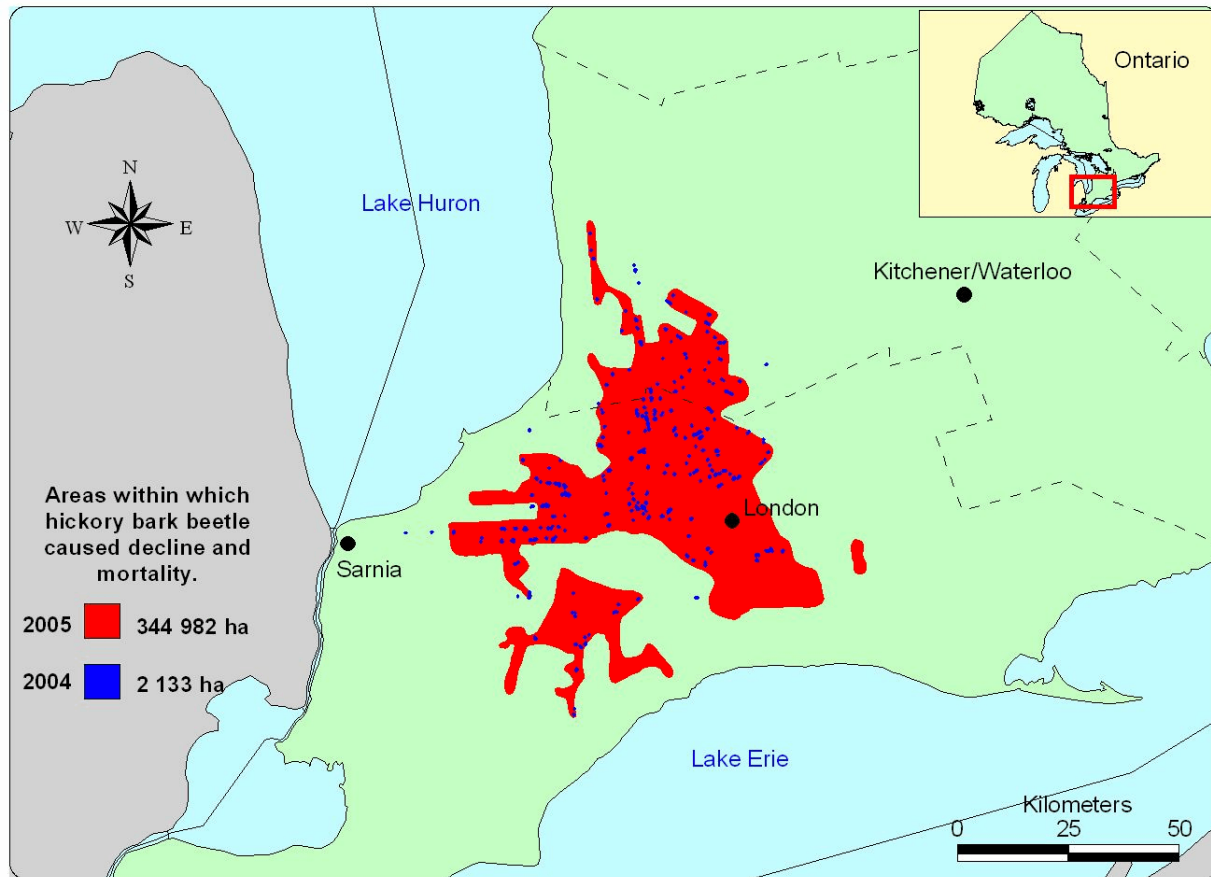 Ontario
N
W E
S
Lake Huron
Kitchener/Waterloo
Areas within which
hickory bark beetle
caused decline and
mortality.
London
Sarnia
2005 344 982 ha
2004 2 133 ha
Lake Erie
Kilometers
0 25 50